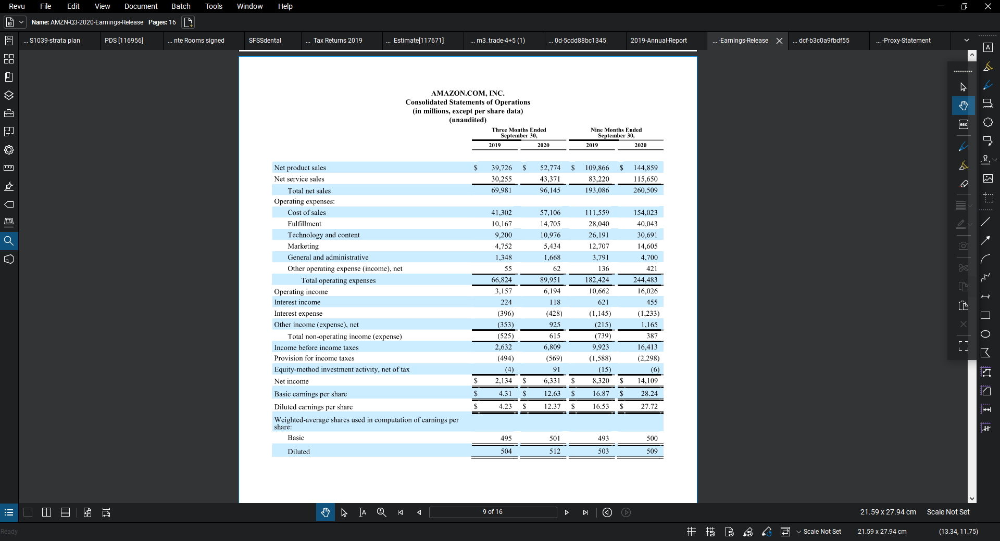 Revu File Edit View Document Batch Tools Window Help
Name: AMZN-Q3-2020-Earnings-Release Pages: 16
... S1039-strata plan PDS [116956] ... nte Rooms signed SFSSdental ... Tax Returns 2019 ... Estimate[117671] ... m3_trade-4+5 (1) ... 0d-5cdd88bc1345 2019-Annual-Report ... -Earnings-Release ... dcf-b3c0a9fbdf55 ... -Proxy-Statement
AMAZON.COM, INC.
Consolidated Statements of Operations
(in millions, except per share data)
(unaudited)
Three Months Ended Nine Months Ended
September 30, September 30,
2019 2020 2019 2020
Net product sales $ 39,726 $ 52,774 $ 109,866 $ 144,859
Net service sales 30,255 43,371 83,220 115,650
Total net sales 69,981 96,145 193,086 260,509
Operating expenses:
Cost of sales 41,302 57,106 111,559 154,023
Fulfillment 10,167 14,705 28,040 40,043
Technology and content 9,200 10,976 26,191 30,691
Marketing 4,752 5,434 12,707 14,605
General and administrative 1,348 1,668 3,791 4,700
Other operating expense (income), net 55 62 136 421
Total operating expenses 66,824 89,951 182,424 244,483
Operating income 3,157 6,194 10,662 16,026
Interest income 224 118 621 455
Interest expense (396) (428) (1,145) (1,233)
Other income (expense), net (353) 925 (215) 1,165
Total non-operating income (expense) (525) 615 (739) 387
Income before income taxes 2,632 6,809 9,923 16,413
Provision for income taxes (494) (569) (1,588) (2,298)
Equity-method investment activity, net of tax (4) 91 (15) (6)
Net income $ 2,134 $ 6,331 $ 8,320 $ 14,109
Basic earnings per share $ 4.31 $ 12.63 $ 16.87 $ 28.24
Diluted earnings per share $ 4.23 $ 12.37 $ 16.53 $ 27.72
Weighted-average shares used in computation of earnings per
share:
Basic 495 501 493 500
Diluted 504 512 503 509
esc
9 of 16
21.59 x 27.94 cm Scale Not Set
Ready
Scale Not Set 21.59 x 27.94 cm (13.34, 11.75)